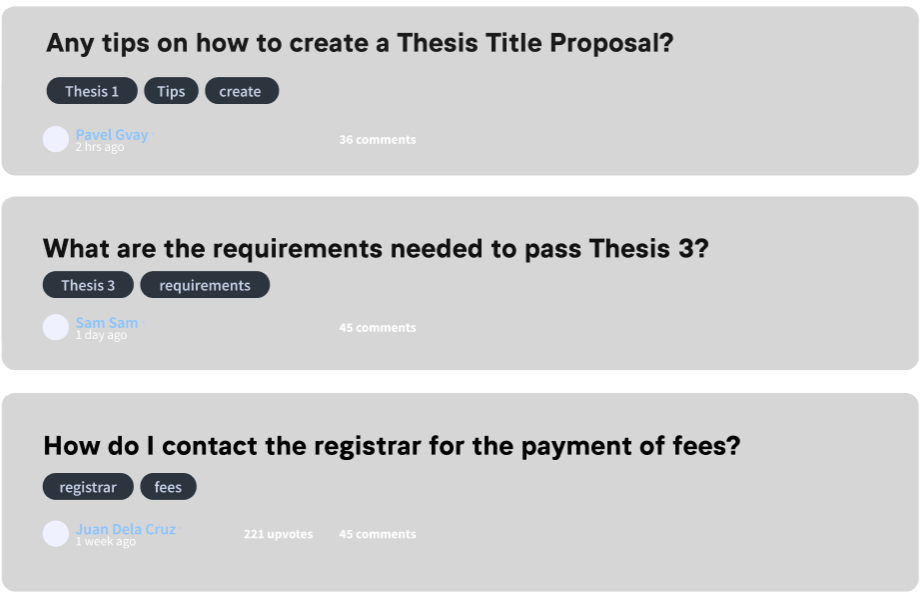 Any tips on how to create a Thesis Title Proposal?
Thesis 1 Tips create
Pavel Gvay ·
2 hrs ago
36 comments
What are the requirements needed to pass Thesis 3?
Thesis 3 requirements
Sam Sam ·
1 day ago
45 comments
How do I contact the registrar for the payment of fees?
registrar fees
Juan Dela Cruz ·
1 week ago
221 upvotes 45 comments